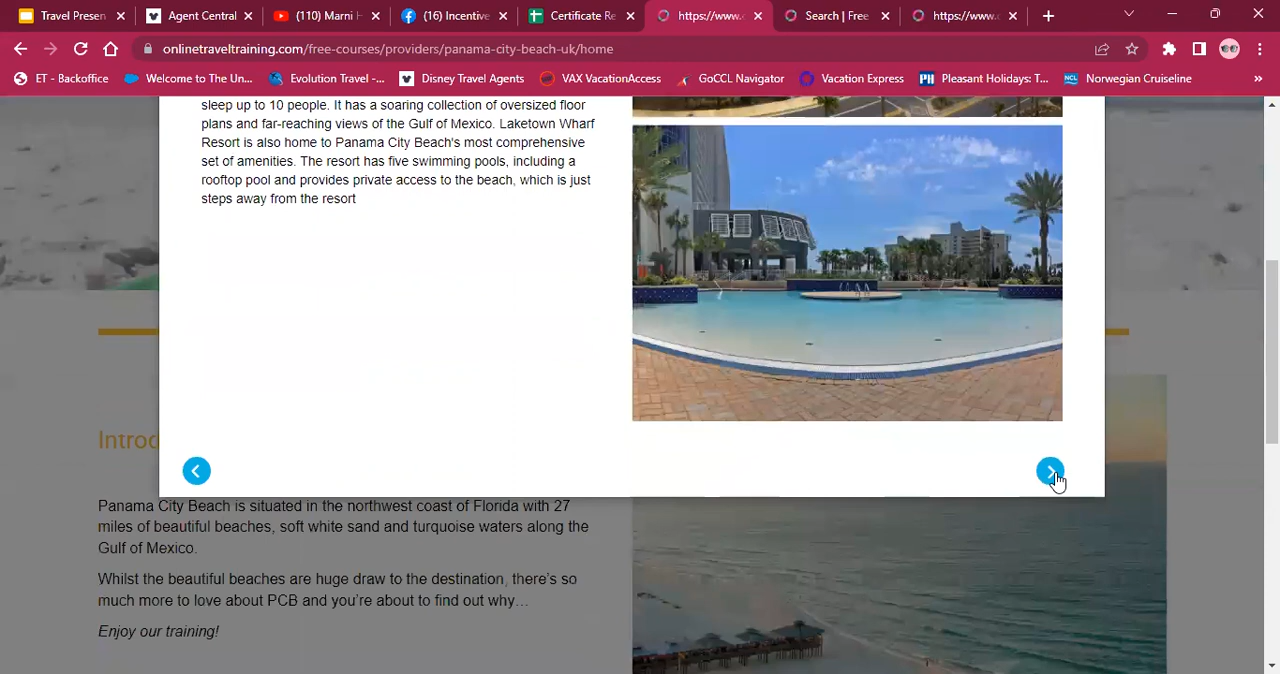 Travel Presen
Agent Central
(110) Marni H
(16) Incentive
Certificate Re
https://www.o
Search | Free
https://www.o
onlinetraveltraining.com/free-courses/providers/panama-city-beach-uk/home
ET - Backoffice
Welcome to The Un...
Evolution Travel -...
Disney Travel Agents
VAX VacationAccess
GoCCL Navigator
Vacation Express
Pleasant Holidays: T...
NCL
Norwegian Cruiseline
»
sleep up to 10 people. It has a soaring collection of oversized floor
plans and far-reaching views of the Gulf of Mexico. Laketown Wharf
Resort is also home to Panama City Beach's most comprehensive
set of amenities. The resort has five swimming pools, including a
rooftop pool and provides private access to the beach, which is just
steps away from the resort
Introd
Panama City Beach is situated in the northwest coast of Florida with 27
miles of beautiful beaches, soft white sand and turquoise waters along the
Gulf of Mexico.
Whilst the beautiful beaches are huge draw to the destination, there's so
much more to love about PCB and you're about to find out why…
Enjoy our training!